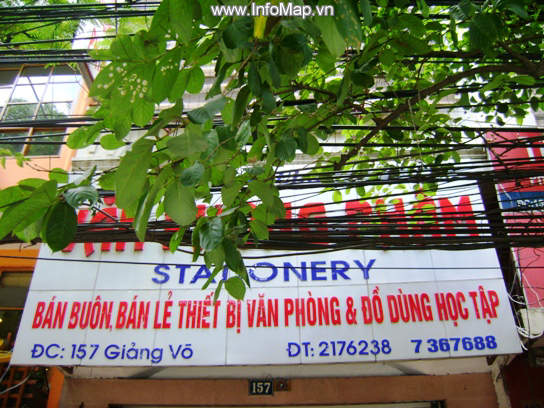 www.InfoMap.vn
STATIONERY
BÁN BUÔN, BÁN LẺ THIẾT BỊ VĂN PHÒNG & ĐỒ DÙNG HỌC TẬP
ĐC: 157 Giảng Võ ĐT: 2176238 7 367688
157